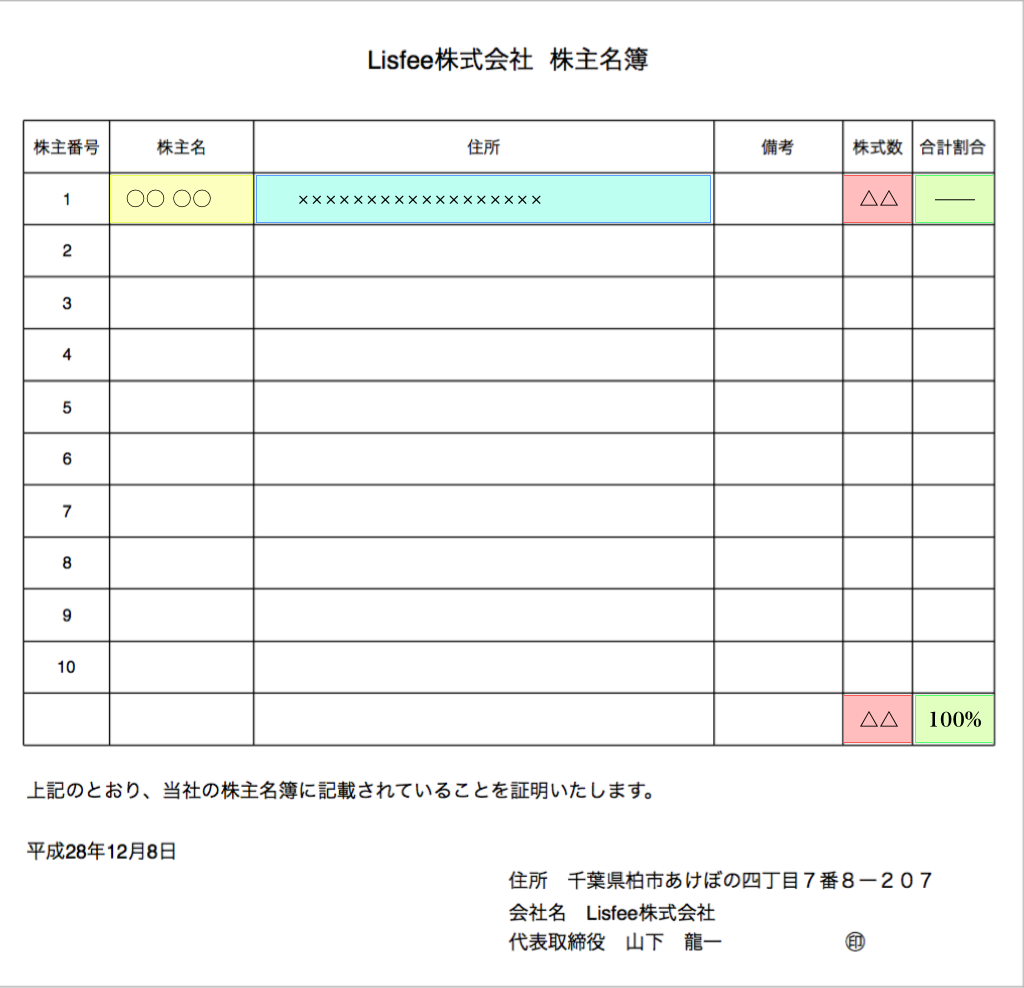 Lisfee株式会社 株主名簿
株主番号 株主名 住所 備考 株式数 合計割合
1 〇〇 〇〇 ×××××××××××××××××× △△ ——
2
3
4
5
6
7
8
9
10
△△ 100%
上記のとおり、当社の株主名簿に記載されていることを証明いたします。
平成28年12月8日
住所 千葉県柏市あけぼの四丁目７番８－２０７
会社名 Lisfee株式会社
代表取締役 山下 龍一 ㊞